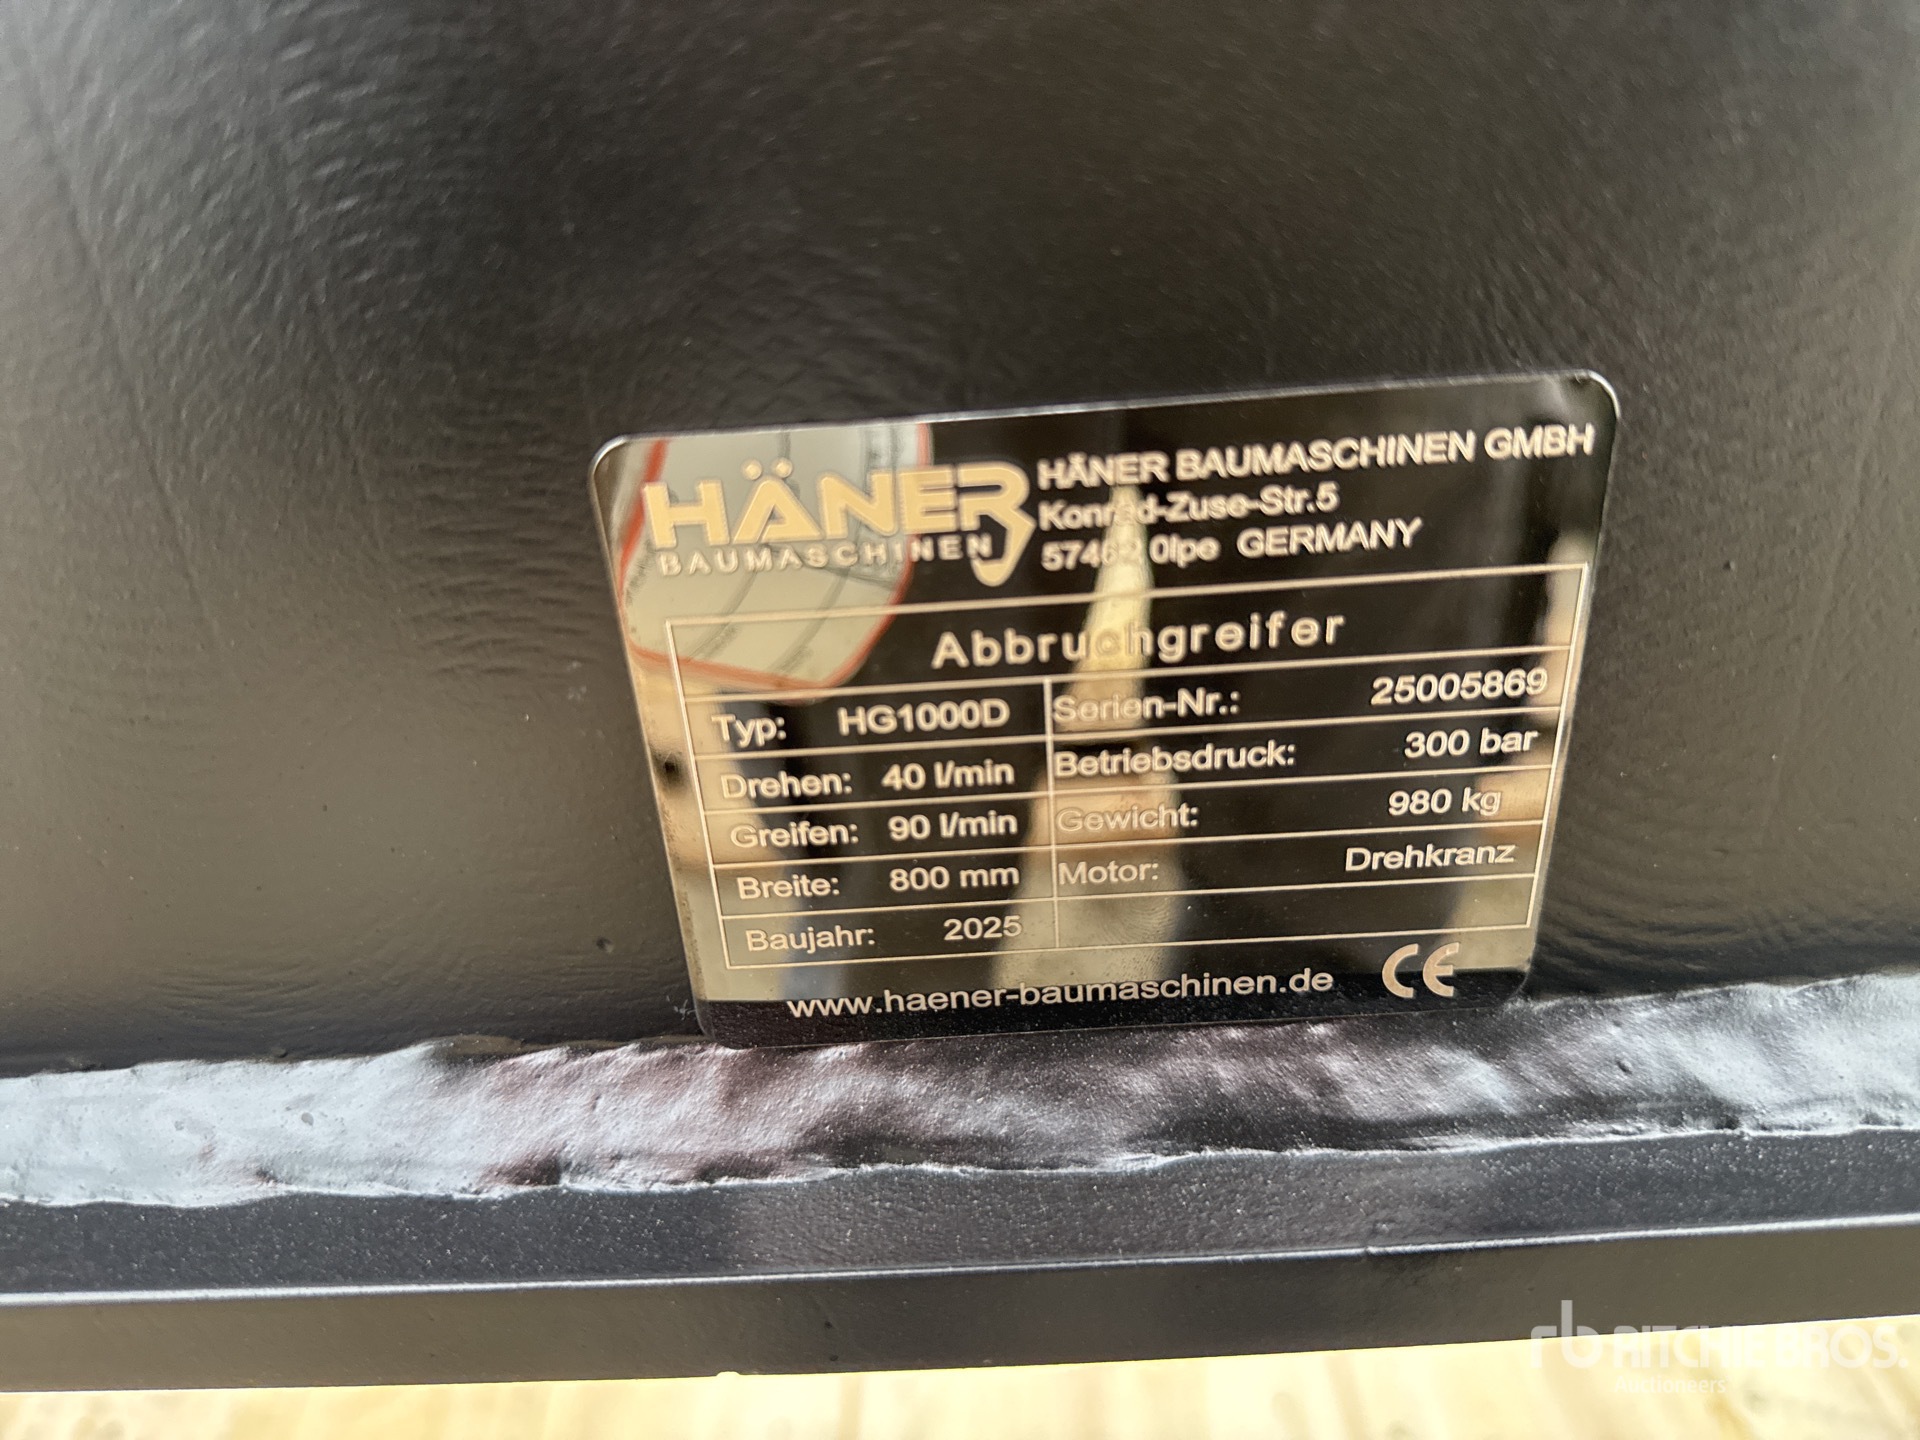 HÄNER
BAUMASCHINEN
HÄNER BAUMASCHINEN GMBH
Konrad-Zuse-Str.5
57462 Olpe GERMANY
Abbruchgreifer
Typ: HG1000D Serien-Nr.: 25005869
Drehen: 40 l/min Betriebsdruck: 300 bar
Greifen: 90 l/min Gewicht: 980 kg
Breite: 800 mm Motor: Drehkranz
Baujahr: 2025
www.haener-baumaschinen.de CE
rb RITCHIE BROS.
Auctioneers